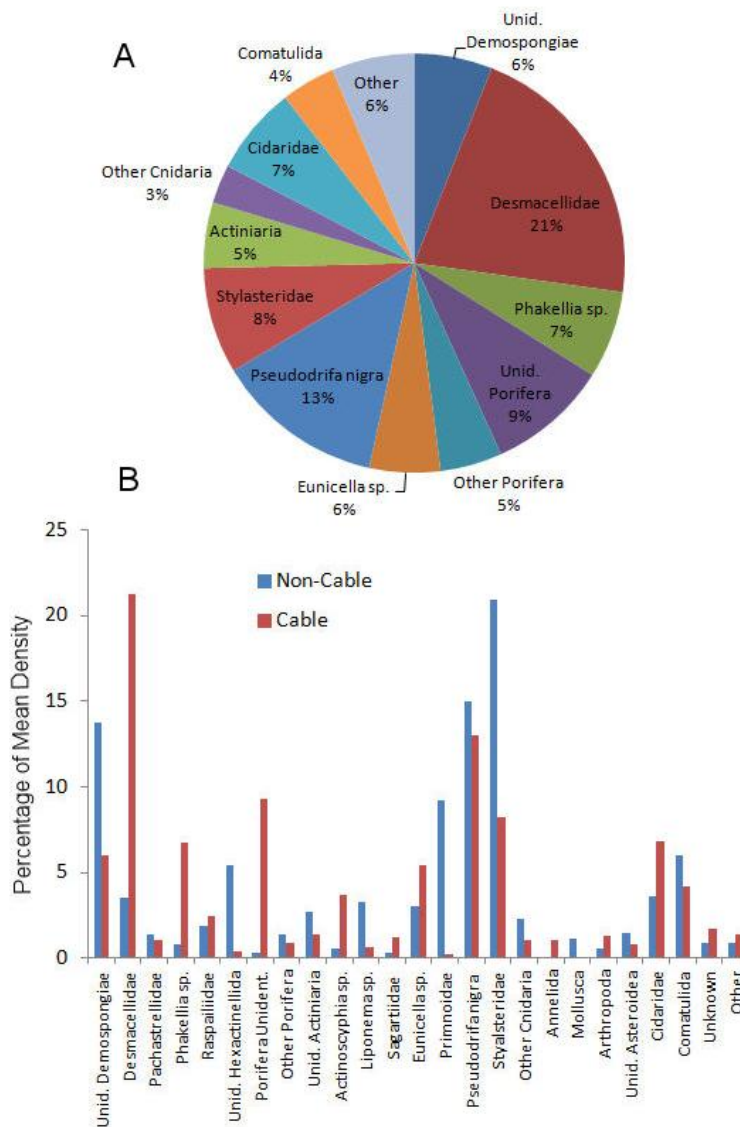 A
Unid.
Demospongiae
6%
Desmacellidae
21%
Phakellia sp.
7%
Unid.
Porifera
9%
Other Porifera
5%
Eunicella sp.
6%
Pseudodrifa nigra
13%
Stylasteridae
8%
Actiniaria
5%
Other Cnidaria
3%
Cidaridae
7%
Comatulida
4%
Other
6%
B
Percentage of Mean Density
25
20
15
10
5
0
Non-Cable
Cable
Unid. Demospongiae
Desmacellidae
Pachastrellidae
Phakellia sp.
Raspailiidae
Unid. Hexactinellida
Porifera Unident.
Other Porifera
Unid. Actiniaria
Actinoscyphia sp.
Liponema sp.
Sagartiidae
Eunicella sp.
Primnoidae
Pseudodrifa nigra
Styalsteridae
Other Cnidaria
Annelida
Mollusca
Arthropoda
Unid. Asteroidea
Cidaridae
Comatulida
Unknown
Other